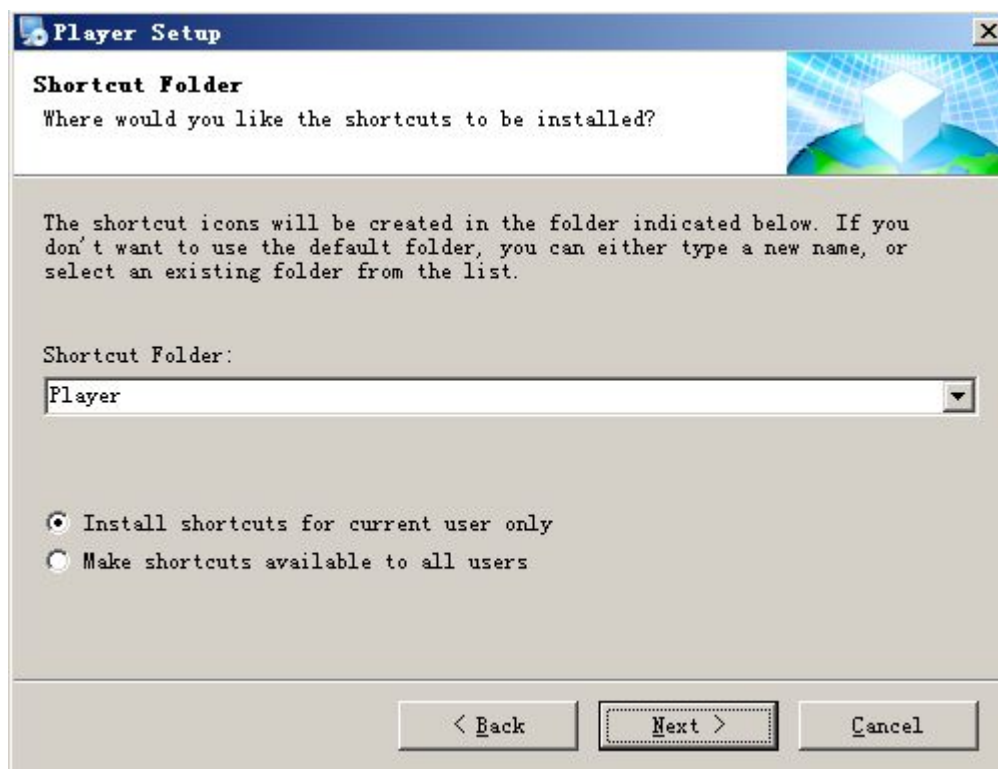 Player Setup
Shortcut Folder
Where would you like the shortcuts to be installed?
The shortcut icons will be created in the folder indicated below. If you
don't want to use the default folder, you can either type a new name, or
select an existing folder from the list.
Shortcut Folder:
Player
Install shortcuts for current user only
Make shortcuts available to all users
< Back
Next >
Cancel